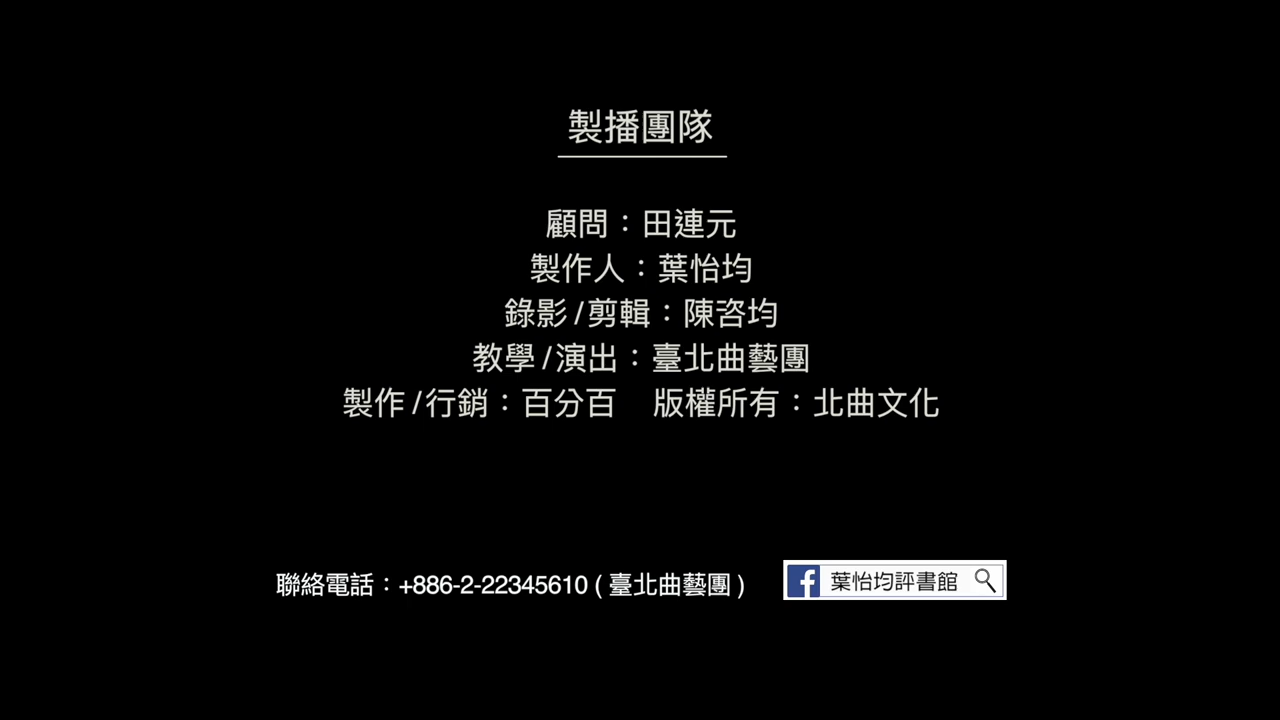 製播團隊
顧問：田連元
製作人：葉怡均
錄影/剪輯：陳咨均
教學/演出：臺北曲藝團
製作/行銷：百分百　版權所有：北曲文化
聯絡電話：+886-2-22345610 ( 臺北曲藝團 )
f 葉怡均評書館